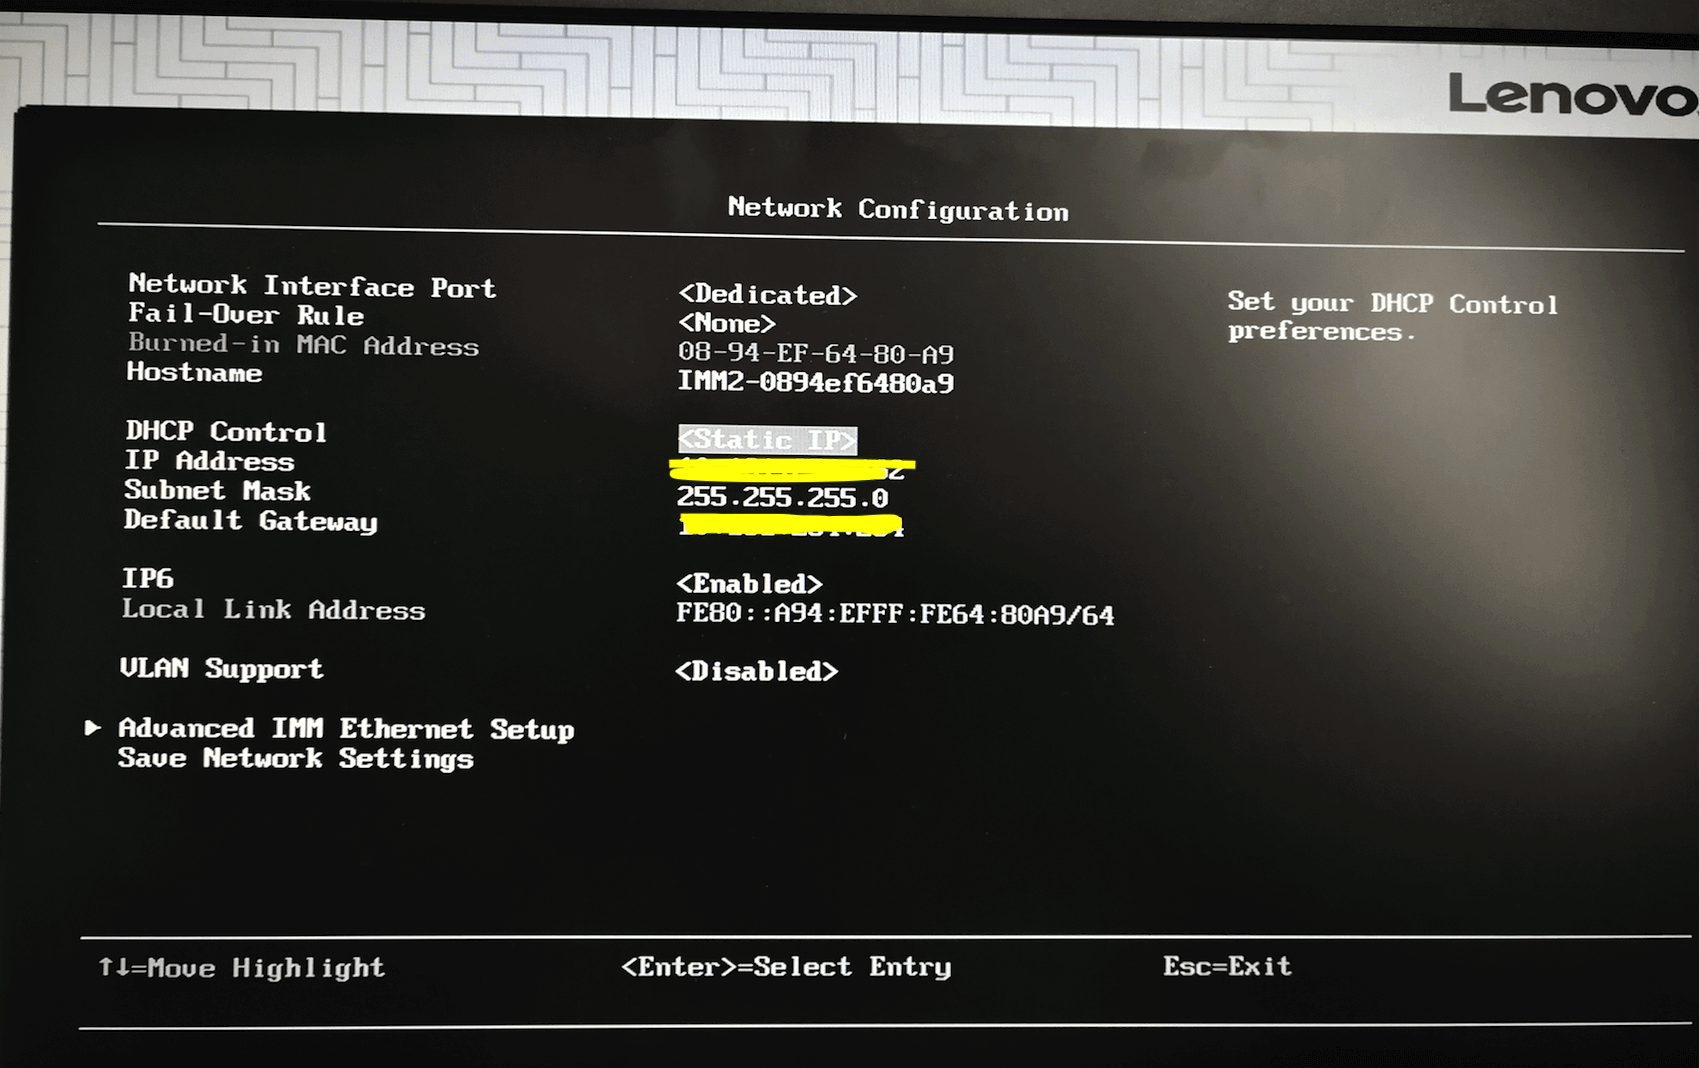 Lenovo
Network Configuration
Network Interface Port <Dedicated>
Fail-Over Rule <None>
Burned-in MAC Address 08-94-EF-64-80-A9
Hostname IMM2-0894ef6480a9
Set your DHCP Control
preferences.
DHCP Control <Static IP>
IP Address
Subnet Mask 255.255.255.0
Default Gateway
IP6 <Enabled>
Local Link Address FE80::A94:EFFF:FE64:80A9/64
VLAN Support <Disabled>
▶ Advanced IMM Ethernet Setup
Save Network Settings
↑↓=Move Highlight <Enter>=Select Entry Esc=Exit